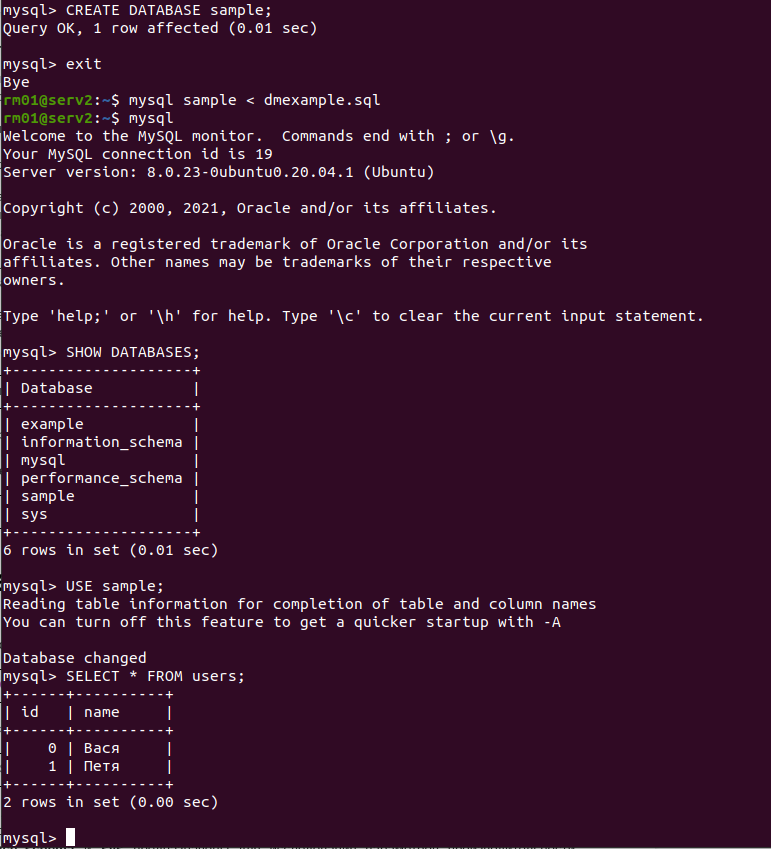 mysql> CREATE DATABASE sample;
Query OK, 1 row affected (0.01 sec)
mysql> exit
Bye
rm01@serv2:~$ mysql sample < dmexample.sql
rm01@serv2:~$ mysql
Welcome to the MySQL monitor.  Commands end with ; or \g.
Your MySQL connection id is 19
Server version: 8.0.23-0ubuntu0.20.04.1 (Ubuntu)
Copyright (c) 2000, 2021, Oracle and/or its affiliates.
Oracle is a registered trademark of Oracle Corporation and/or its
affiliates. Other names may be trademarks of their respective
owners.
Type 'help;' or '\h' for help. Type '\c' to clear the current input statement.
mysql> SHOW DATABASES;
+--------------------+
| Database           |
+--------------------+
| example            |
| information_schema |
| mysql              |
| performance_schema |
| sample             |
| sys                |
+--------------------+
6 rows in set (0.01 sec)
mysql> USE sample;
Reading table information for completion of table and column names
You can turn off this feature to get a quicker startup with -A
Database changed
mysql> SELECT * FROM users;
+------+----------+
| id   | name     |
+------+----------+
|    0 | Вася     |
|    1 | Петя     |
+------+----------+
2 rows in set (0.00 sec)
mysql>